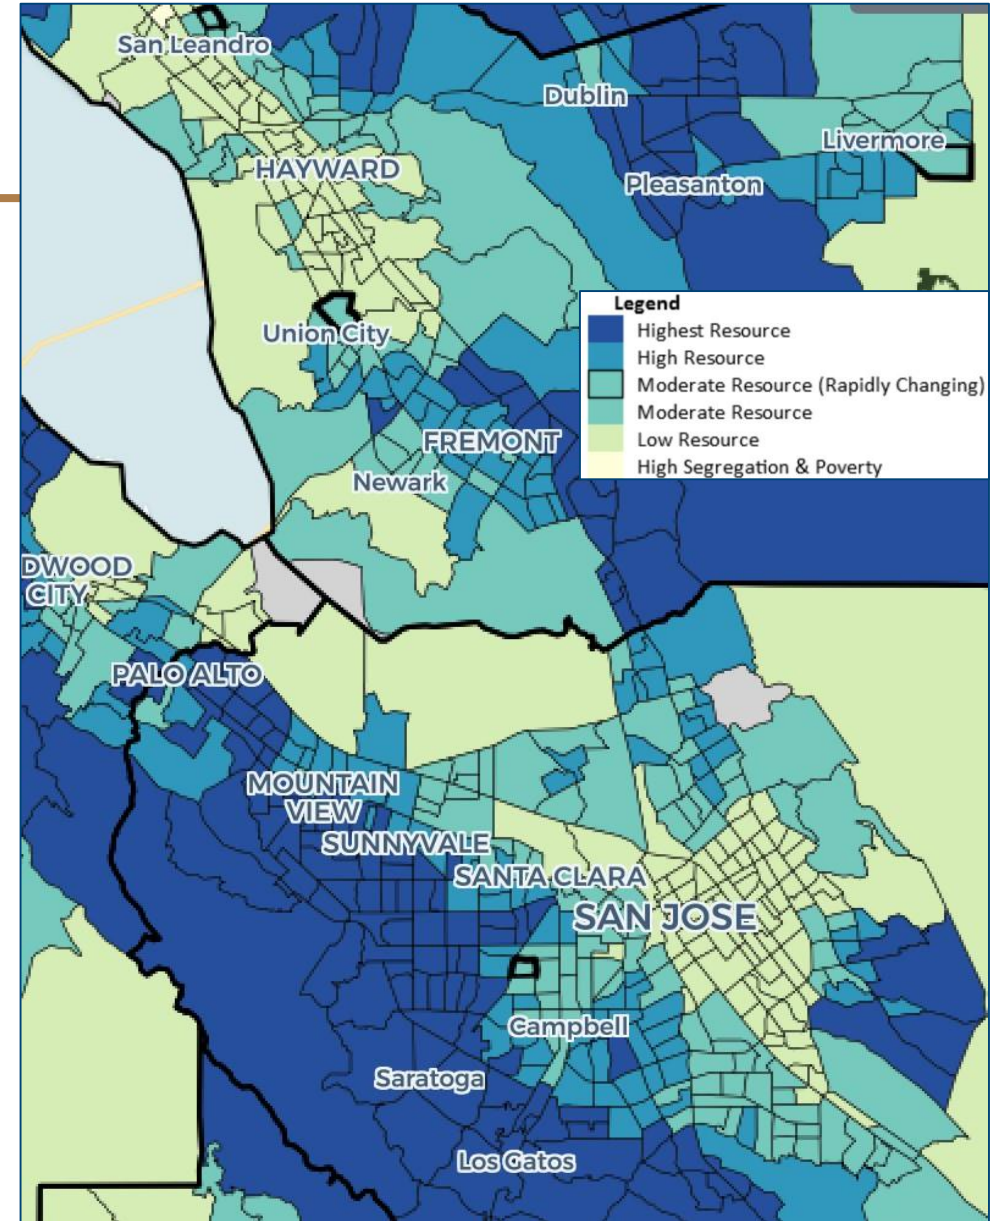 San Leandro
Dublin
Livermore
HAYWARD
Pleasanton
Legend
Highest Resource
High Resource
Moderate Resource (Rapidly Changing)
Moderate Resource
Low Resource
High Segregation & Poverty
Union City
FREMONT
Newark
DWOOD
CITY
PALO ALTO
MOUNTAIN
VIEW
SUNNYVALE
SANTA CLARA
SAN JOSE
Campbell
Saratoga
Los Gatos